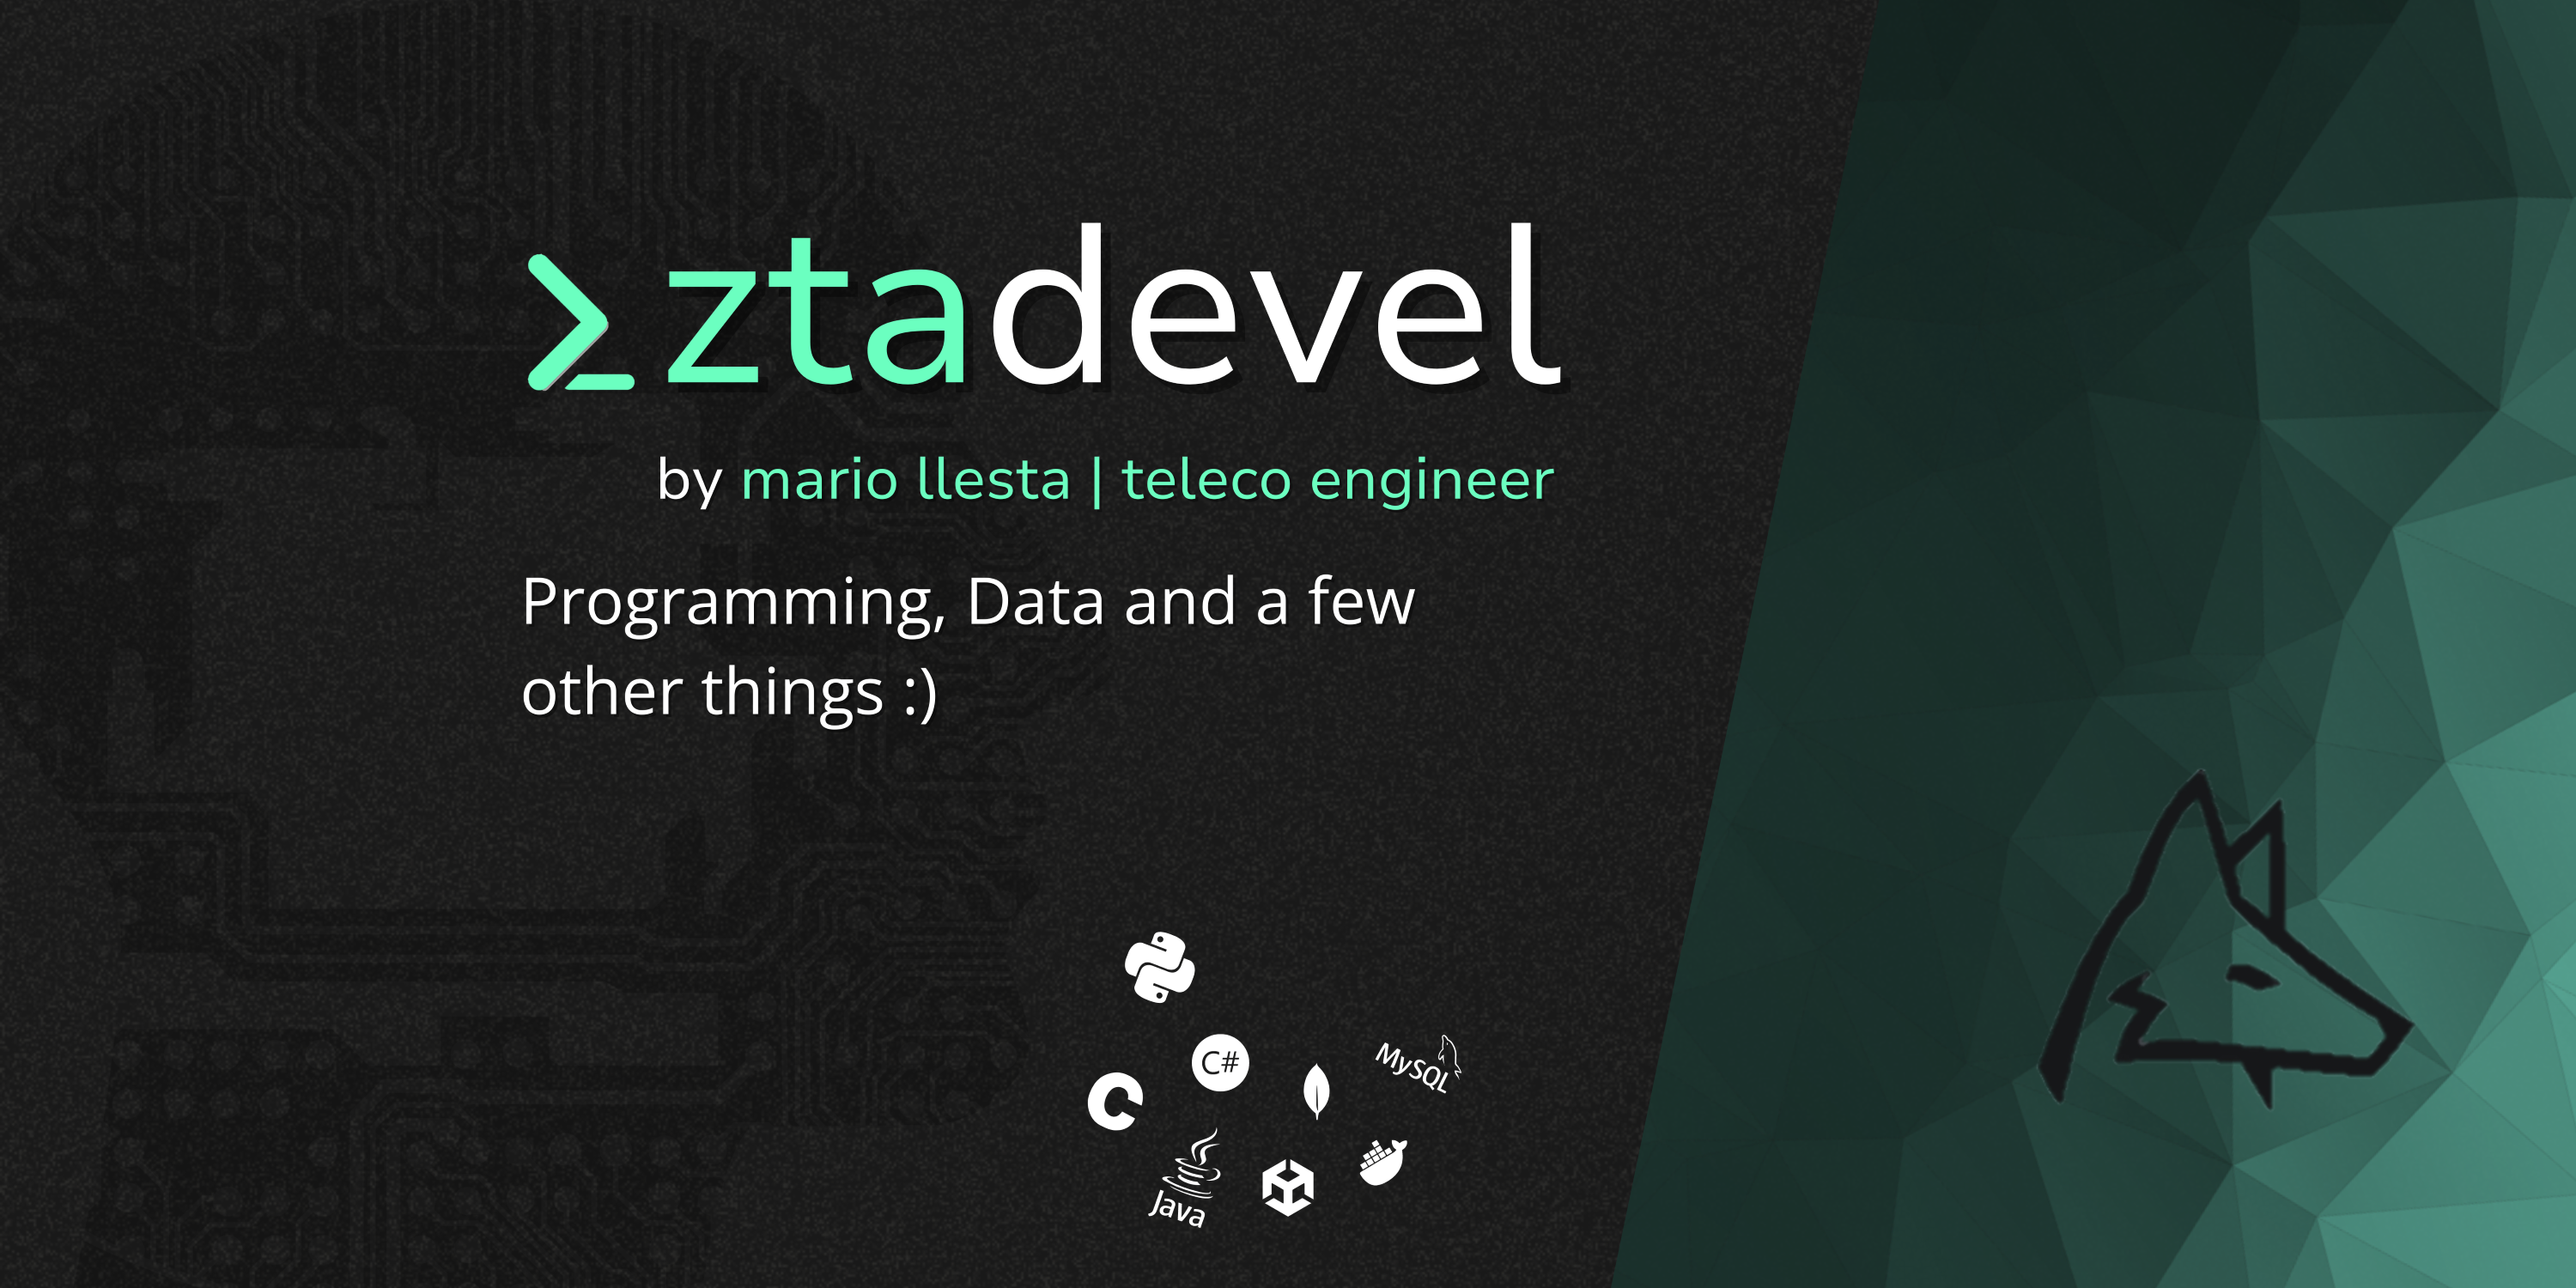 ztadevel
by mario llesta | teleco engineer
Programming, Data and a few
other things :)
C#
MySQL
C
Java